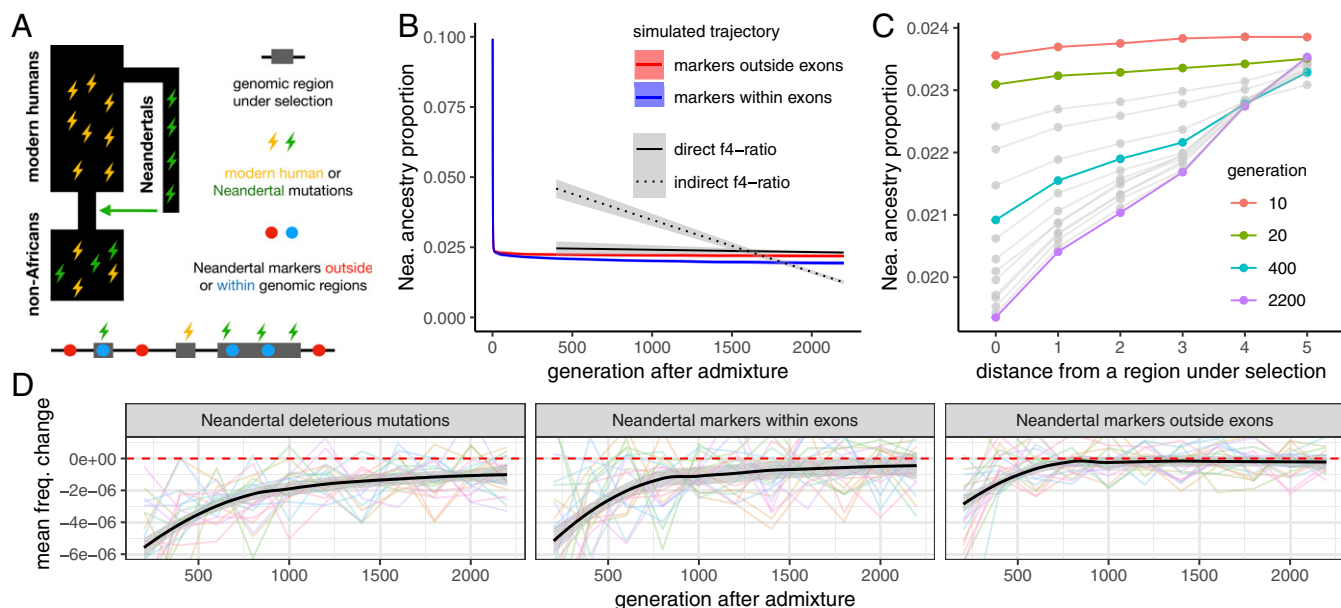 A
modern humans
Neandertals
non-Africans
genomic region
under selection
modern human or
Neandertal mutations
Neandertal markers outside
or within genomic regions
B
Nea. ancestry proportion
0.100
0.075
0.050
0.025
0.000
0
500
1000
1500
2000
generation after admixture
simulated trajectory
markers outside exons
markers within exons
direct f4−ratio
indirect f4−ratio
C
Nea. ancestry proportion
0.024
0.023
0.022
0.021
0.020
0
1
2
3
4
5
distance from a region under selection
generation
10
20
400
2200
D
mean freq. change
0e+00
−2e−06
−4e−06
−6e−06
Neandertal deleterious mutations
Neandertal markers within exons
Neandertal markers outside exons
500 1000 1500 2000
500 1000 1500 2000
500 1000 1500 2000
generation after admixture